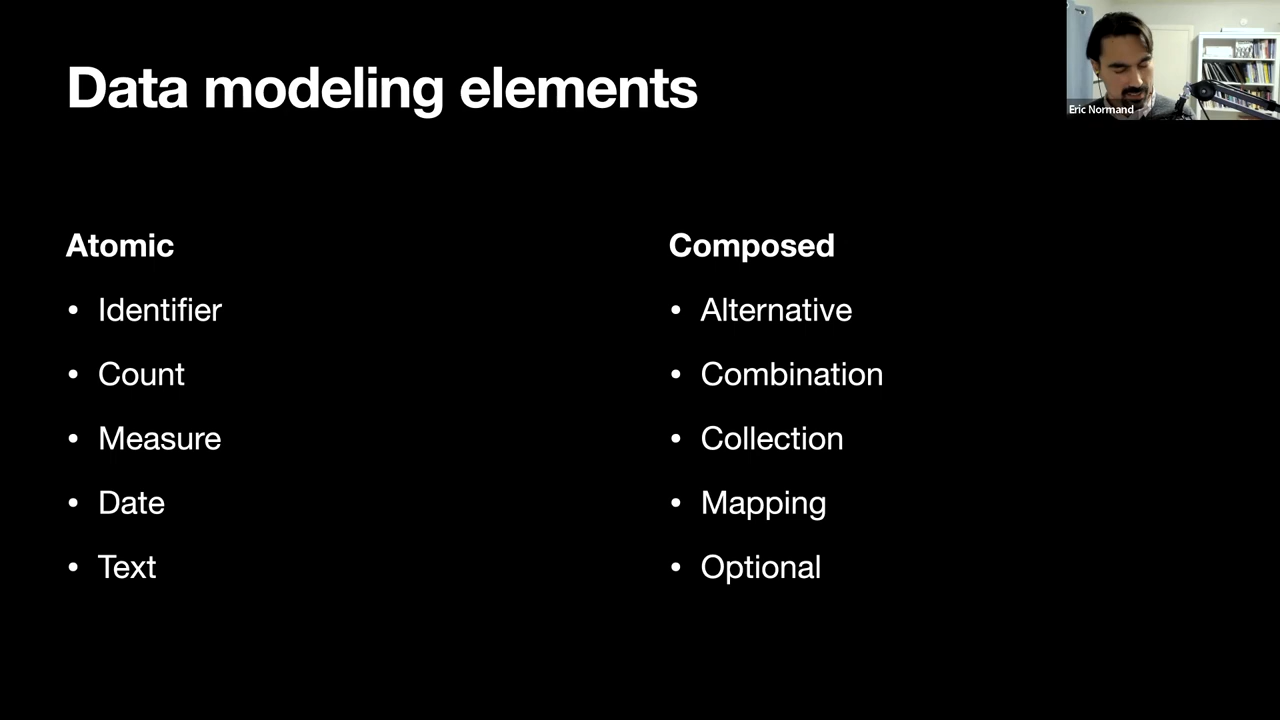 Data modeling elements
Eric Normand
Atomic
• Identifier
• Count
• Measure
• Date
• Text
Composed
• Alternative
• Combination
• Collection
• Mapping
• Optional